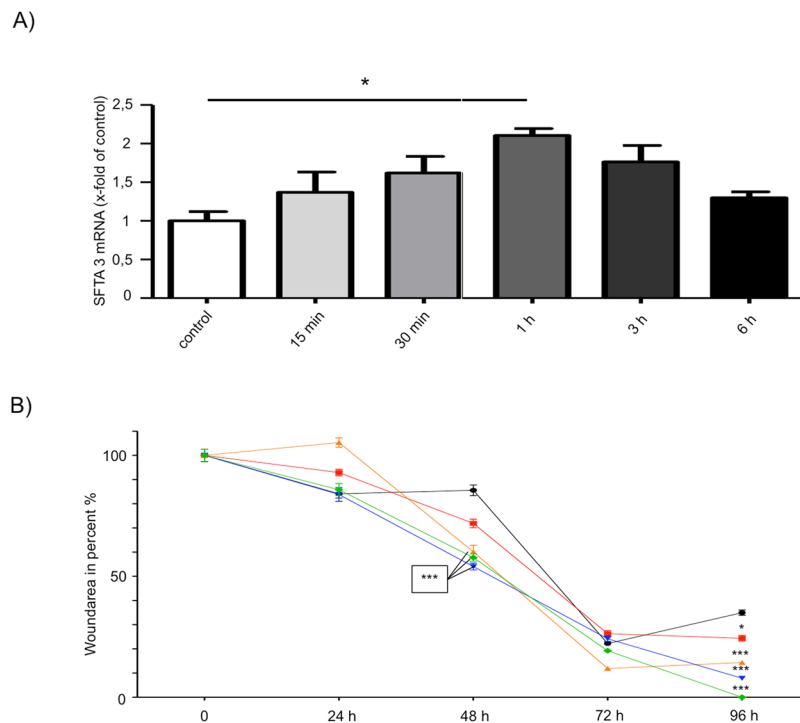 A)
*
SFTA 3 mRNA (x-fold of control)
2,5
2
1,5
1
0,5
0
control
15 min
30 min
1 h
3 h
6 h
B)
Woundarea in percent %
100
50
0
***
*
***
***
***
0
24 h
48 h
72 h
96 h